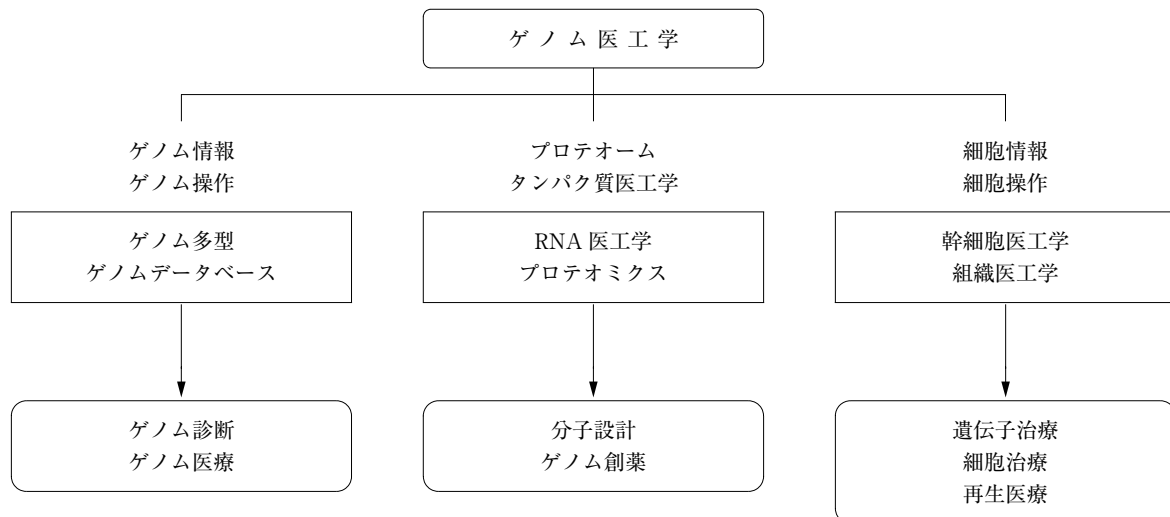 ゲノム医工学
ゲノム情報
ゲノム操作
ゲノム多型
ゲノムデータベース
ゲノム診断
ゲノム医療
プロテオーム
タンパク質医工学
RNA 医工学
プロテオミクス
分子設計
ゲノム創薬
細胞情報
細胞操作
幹細胞医工学
組織医工学
遺伝子治療
細胞治療
再生医療